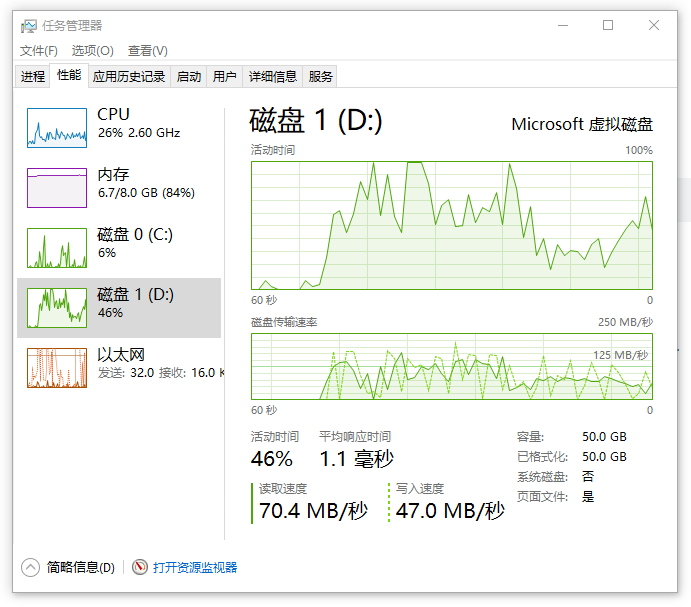 任务管理器
文件(F) 选项(O) 查看(V)
进程 性能 应用历史记录 启动 用户 详细信息 服务
CPU
26% 2.60 GHz
内存
6.7/8.0 GB (84%)
磁盘 0 (C:)
6%
磁盘 1 (D:)
46%
以太网
发送: 32.0 接收: 16.0 K
磁盘 1 (D:)
Microsoft 虚拟磁盘
活动时间 100%
60 秒 0
磁盘传输速率 250 MB/秒
125 MB/秒
60 秒 0
活动时间 平均响应时间
46% 1.1 毫秒
读取速度 写入速度
70.4 MB/秒 47.0 MB/秒
容量: 50.0 GB
已格式化: 50.0 GB
系统磁盘: 否
页面文件: 是
简略信息(D) 打开资源监视器